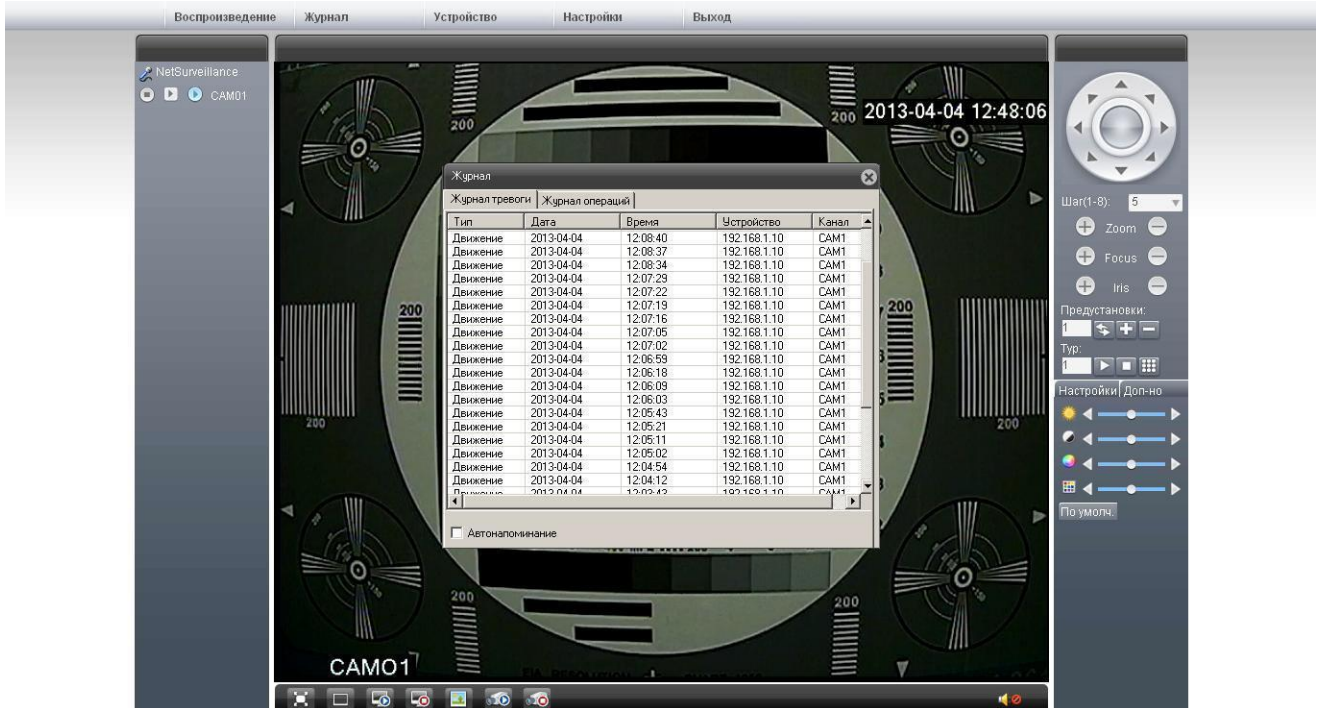 Воспроизведение Журнал Устройство Настройки Выход
NetSurveillance
CAM01
2013-04-04 12:48:06
200
200
Журнал
Журнал тревоги Журнал операций
Тип Дата Время Устройство Канал
Движение 2013-04-04 12:08:40 192.168.1.10 CAM1
Движение 2013-04-04 12:08:37 192.168.1.10 CAM1
Движение 2013-04-04 12:08:34 192.168.1.10 CAM1
Движение 2013-04-04 12:07:29 192.168.1.10 CAM1
Движение 2013-04-04 12:07:22 192.168.1.10 CAM1
Движение 2013-04-04 12:07:19 192.168.1.10 CAM1
Движение 2013-04-04 12:07:16 192.168.1.10 CAM1
Движение 2013-04-04 12:07:05 192.168.1.10 CAM1
Движение 2013-04-04 12:07:02 192.168.1.10 CAM1
Движение 2013-04-04 12:06:59 192.168.1.10 CAM1
Движение 2013-04-04 12:06:18 192.168.1.10 CAM1
Движение 2013-04-04 12:06:09 192.168.1.10 CAM1
Движение 2013-04-04 12:06:03 192.168.1.10 CAM1
Движение 2013-04-04 12:05:43 192.168.1.10 CAM1
Движение 2013-04-04 12:05:21 192.168.1.10 CAM1
Движение 2013-04-04 12:05:11 192.168.1.10 CAM1
Движение 2013-04-04 12:05:02 192.168.1.10 CAM1
Движение 2013-04-04 12:04:54 192.168.1.10 CAM1
Движение 2013-04-04 12:04:12 192.168.1.10 CAM1
Автонапоминание
200
200
200
200
200
200
CAM01
Шаг(1-8): 5
Zoom
Focus
Iris
Предустановки:
1
Тур:
1
Настройки Доп-но
По умолч.